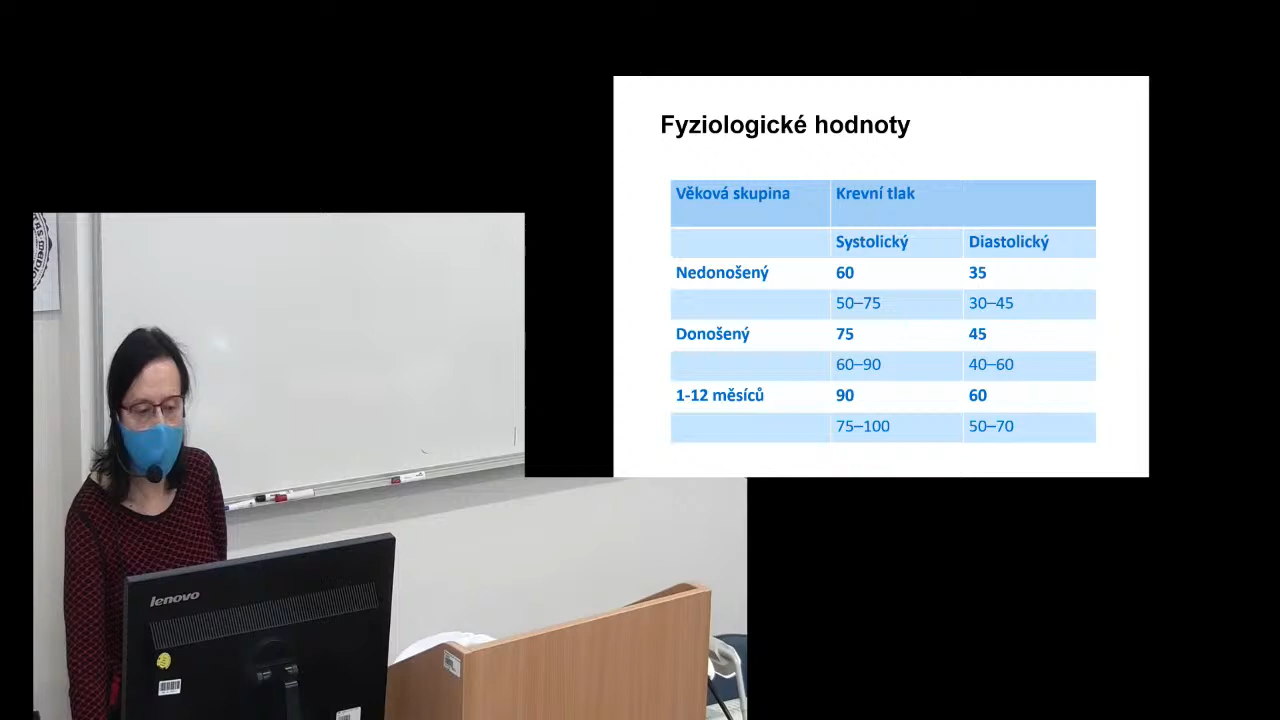 Fyziologické hodnoty
Věková skupina Krevní tlak
Systolický Diastolický
Nedonošený 60 35
50–75 30–45
Donošený 75 45
60–90 40–60
1-12 měsíců 90 60
75–100 50–70
lenovo